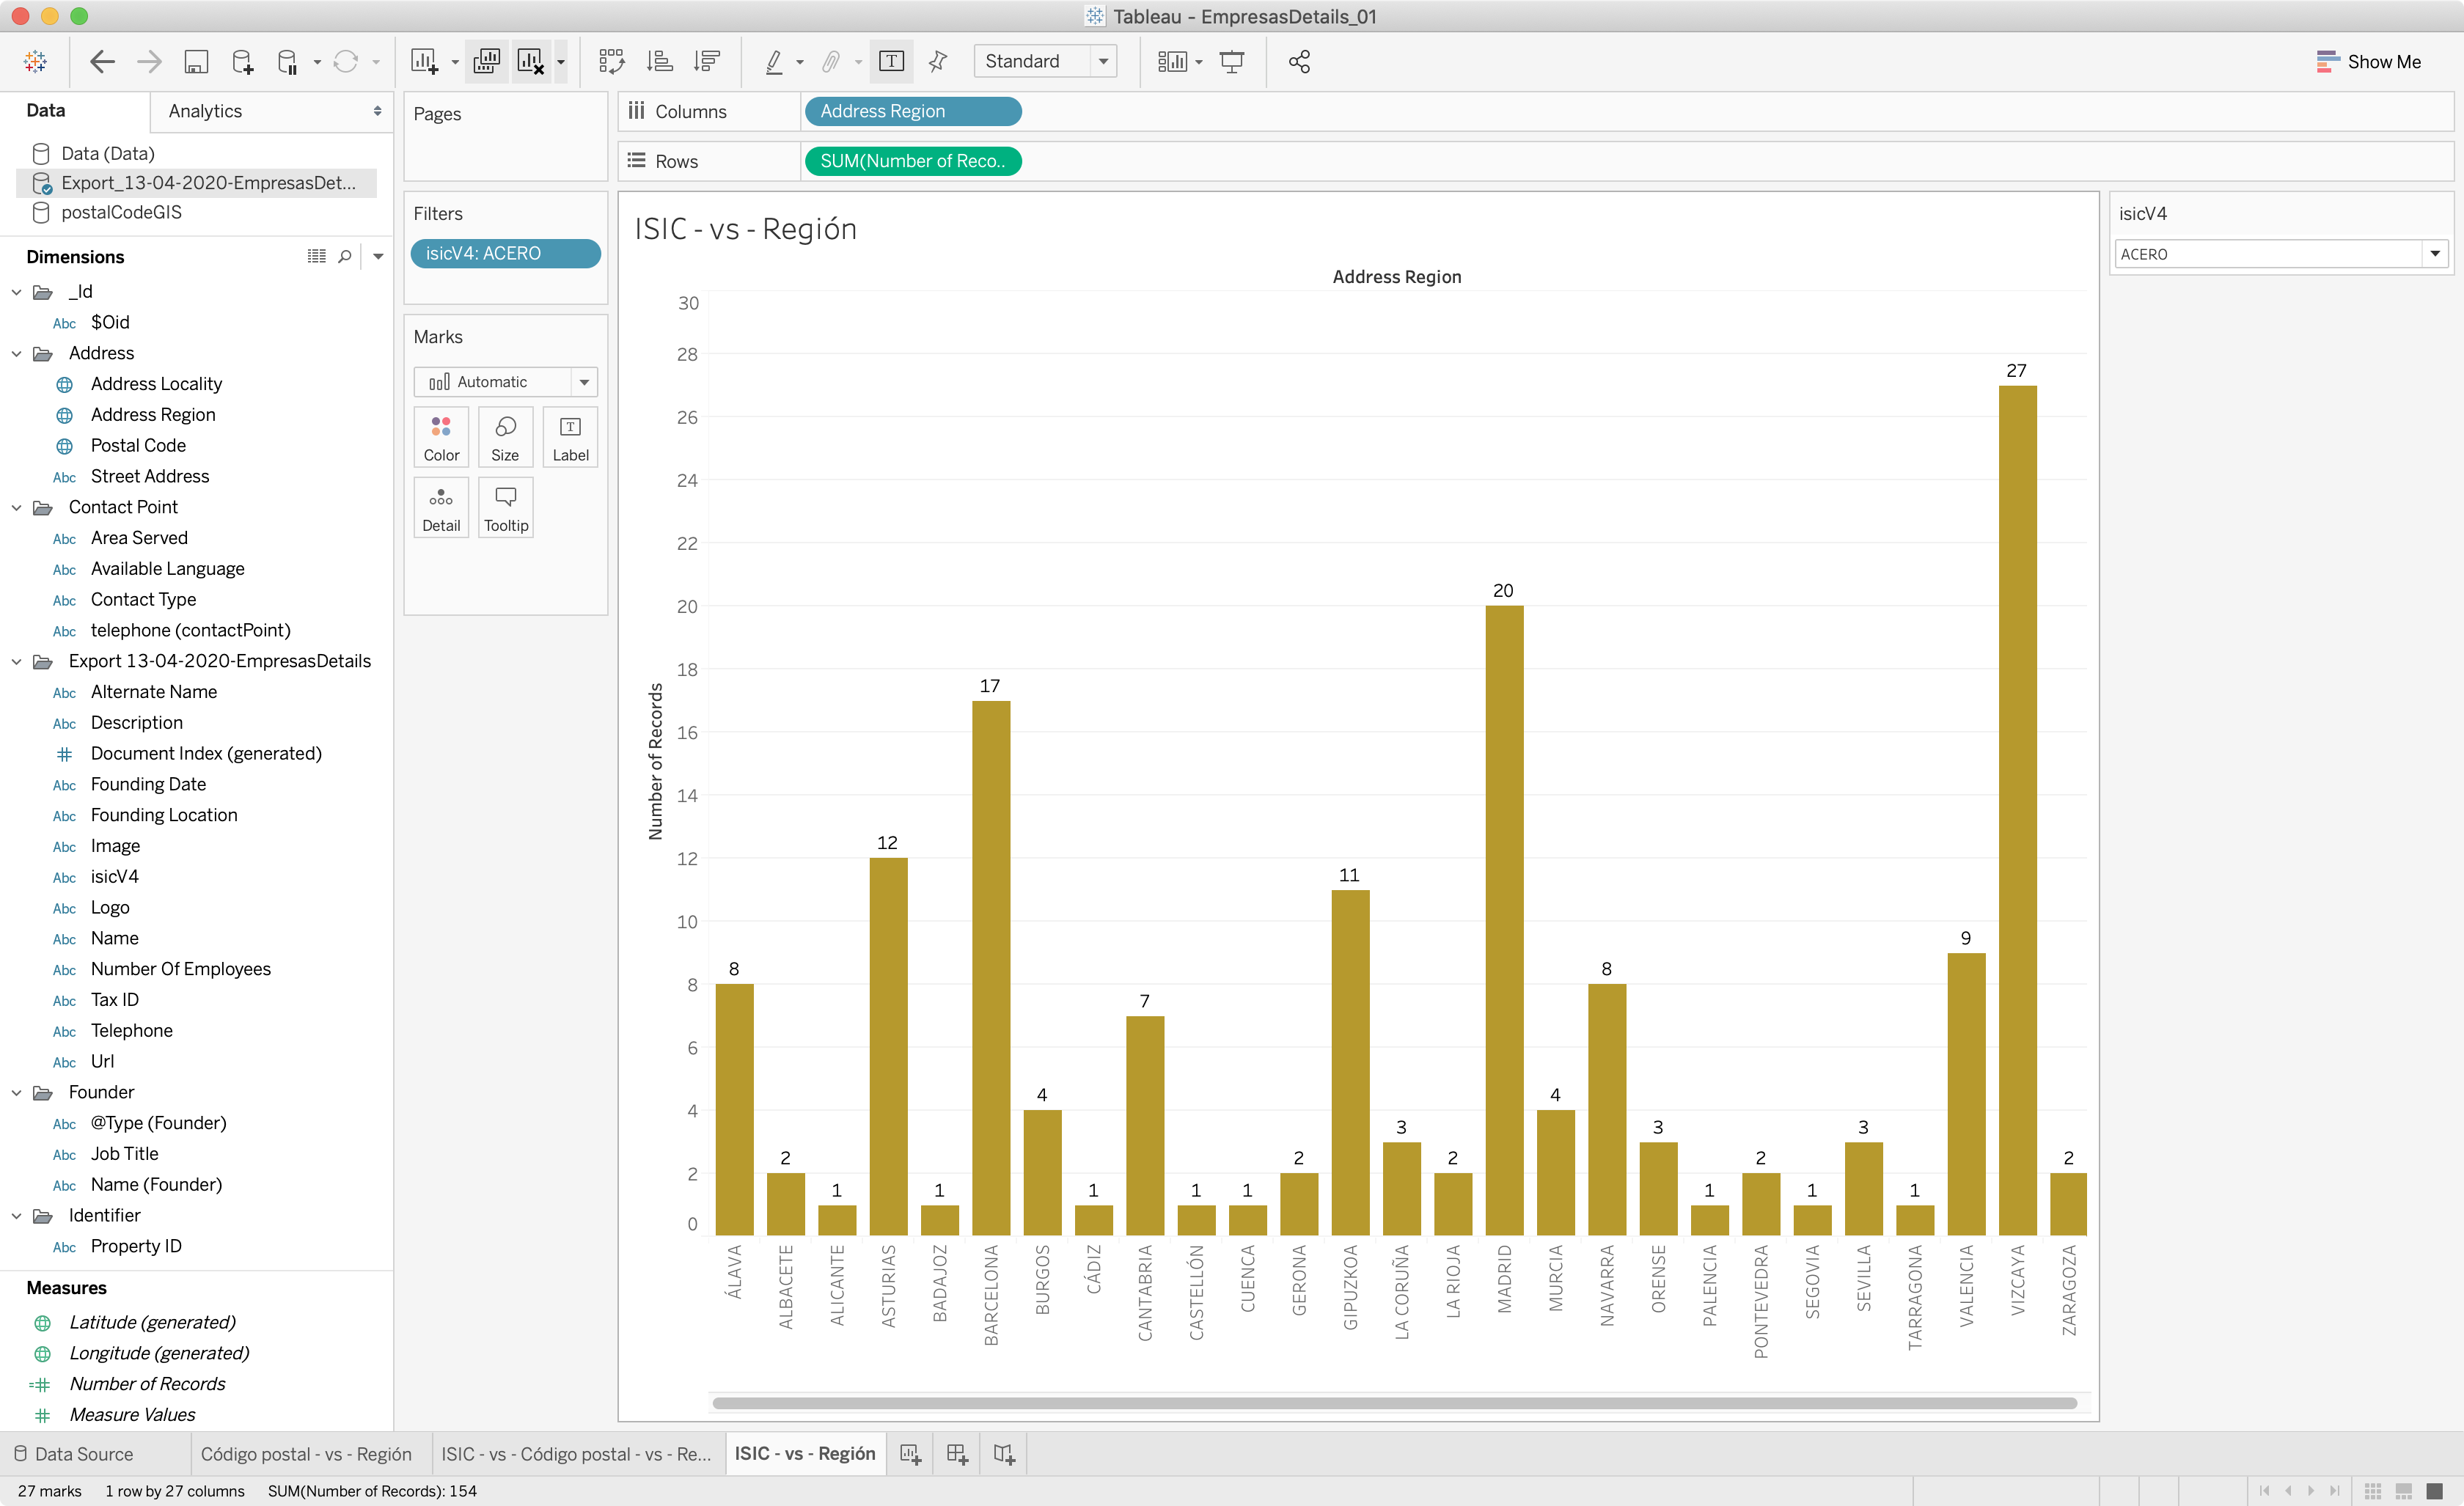 Tableau - EmpresasDetails_01
Standard
Show Me
Data
Analytics
Data (Data)
Export_13-04-2020-EmpresasDet...
postalCodeGIS
Dimensions
_Id
Abc $Oid
Address
Address Locality
Address Region
Postal Code
Abc Street Address
Contact Point
Abc Area Served
Abc Available Language
Abc Contact Type
Abc telephone (contactPoint)
Export 13-04-2020-EmpresasDetails
Abc Alternate Name
Abc Description
# Document Index (generated)
Abc Founding Date
Abc Founding Location
Abc Image
Abc isicV4
Abc Logo
Abc Name
Abc Number Of Employees
Abc Tax ID
Abc Telephone
Abc Url
Founder
Abc @Type (Founder)
Abc Job Title
Abc Name (Founder)
Identifier
Abc Property ID
Measures
Latitude (generated)
Longitude (generated)
=# Number of Records
# Measure Values
Pages
Filters
isicV4: ACERO
Marks
Automatic
Color
Size
Label
Detail
Tooltip
Columns
Address Region
Rows
SUM(Number of Reco..
ISIC - vs - Región
Address Region
Number of Records
30
28
26
24
22
20
18
16
14
12
10
8
6
4
2
0
8
2
1
12
1
17
4
1
7
1
1
2
11
3
2
20
4
8
3
1
2
1
3
1
9
27
2
ÁLAVA
ALBACETE
ALICANTE
ASTURIAS
BADAJOZ
BARCELONA
BURGOS
CÁDIZ
CANTABRIA
CASTELLÓN
CUENCA
GERONA
GIPUZKOA
LA CORUÑA
LA RIOJA
MADRID
MURCIA
NAVARRA
ORENSE
PALENCIA
PONTEVEDRA
SEGOVIA
SEVILLA
TARRAGONA
VALENCIA
VIZCAYA
ZARAGOZA
isicV4
ACERO
Data Source
Código postal - vs - Región
ISIC - vs - Código postal - vs - Re...
ISIC - vs - Región
27 marks
1 row by 27 columns
SUM(Number of Records): 154